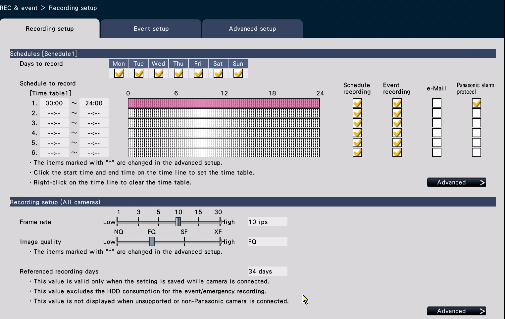 REC & event > Recording setup
Recording setup Event setup Advanced setup
Schedules [Schedule1]
Days to record Mon Tue Wed Thu Fri Sat Sun
Schedule to record
[Time table1] 0 6 12 18 24 Schedule recording Event recording e-Mail Panasonic alarm protocol
1. 00:00 ~ 24:00
2. --:-- ~ --:--
3. --:-- ~ --:--
4. --:-- ~ --:--
5. --:-- ~ --:--
6. --:-- ~ --:--
· The items marked with "*" are changed in the advanced setup.
· Click the start time and end time on the time line to set the time table.
· Right-click on the time line to clear the time table.
Advanced >
Recording setup (All cameras)
1 3 5 10 15 30
Frame rate Low High 10 ips
NQ FQ SF XF
Image quality Low High FQ
· The items marked with "*" are changed in the advanced setup.
Referenced recording days 34 days
· This value is valid only when the setting is saved while camera is connected.
· This value excludes the HDD consumption for the event/emergency recording.
· This value is not displayed when unsupported or non-Panasonic camera is connected.
Advanced >